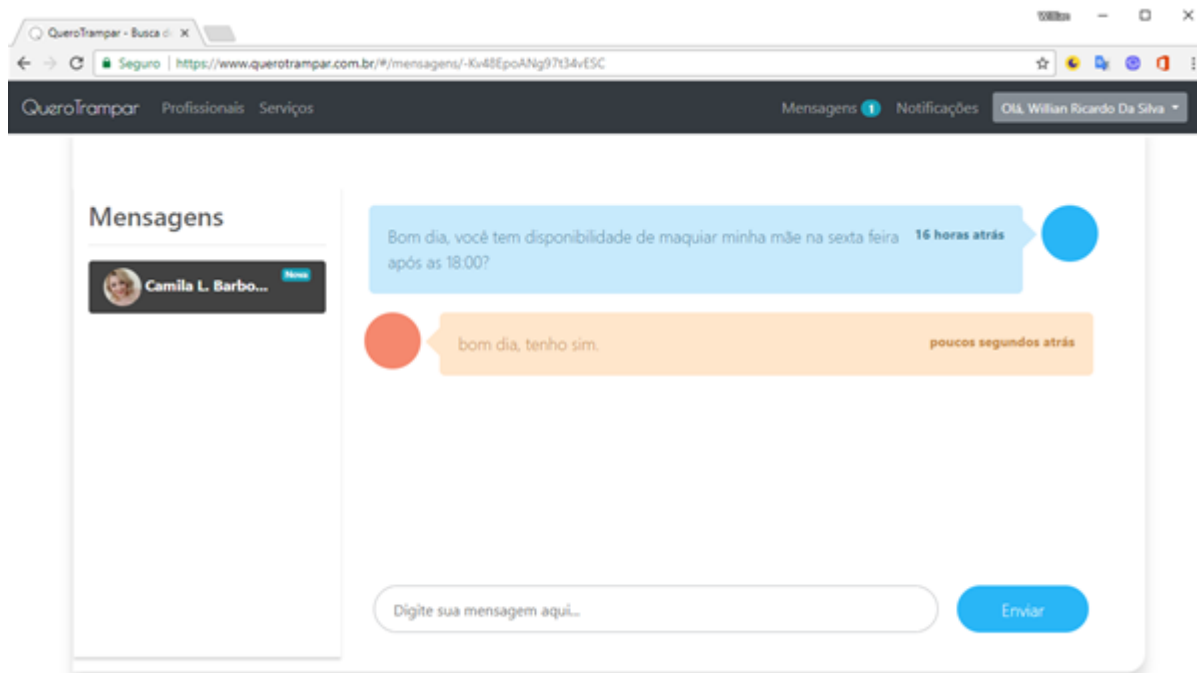 Willian
QueroTrampar - Busca d
Seguro | https://www.querotrampar.com.br/#/mensagens/-Kv48EpoANg97t34vESC
QueroTrampar Profissionais Serviços Mensagens 1 Notificações Olá, Willian Ricardo Da Silva
Mensagens
Camila L. Barbo... Nova
Bom dia, você tem disponibilidade de maquiar minha mãe na sexta feira 16 horas atrás
após as 18:00?
bom dia, tenho sim. poucos segundos atrás
Digite sua mensagem aqui... Enviar